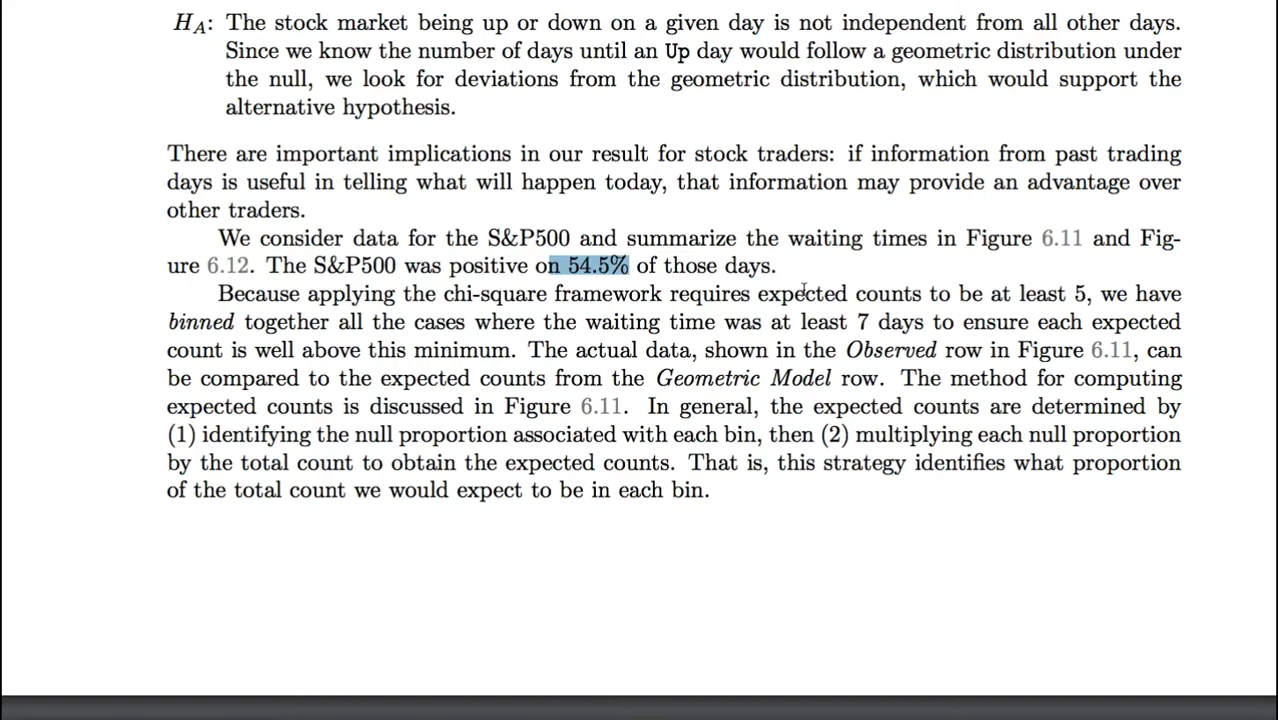 H_A: The stock market being up or down on a given day is not independent from all other days.
Since we know the number of days until an Up day would follow a geometric distribution under
the null, we look for deviations from the geometric distribution, which would support the
alternative hypothesis.
There are important implications in our result for stock traders: if information from past trading
days is useful in telling what will happen today, that information may provide an advantage over
other traders.
We consider data for the S&P500 and summarize the waiting times in Figure 6.11 and Fig-
ure 6.12. The S&P500 was positive on 54.5% of those days.
Because applying the chi-square framework requires expected counts to be at least 5, we have
binned together all the cases where the waiting time was at least 7 days to ensure each expected
count is well above this minimum. The actual data, shown in the Observed row in Figure 6.11, can
be compared to the expected counts from the Geometric Model row. The method for computing
expected counts is discussed in Figure 6.11. In general, the expected counts are determined by
(1) identifying the null proportion associated with each bin, then (2) multiplying each null proportion
by the total count to obtain the expected counts. That is, this strategy identifies what proportion
of the total count we would expect to be in each bin.